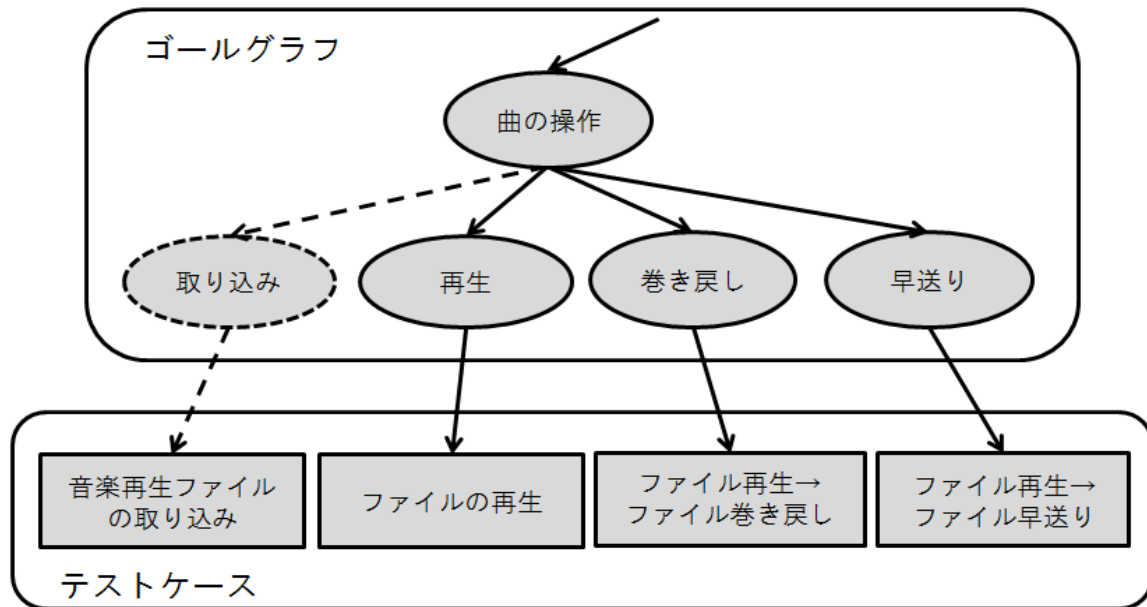 ゴールグラフ
曲の操作
取り込み
再生
巻き戻し
早送り
音楽再生ファイル
の取り込み
ファイルの再生
ファイル再生→
ファイル巻き戻し
ファイル再生→
ファイル早送り
テストケース